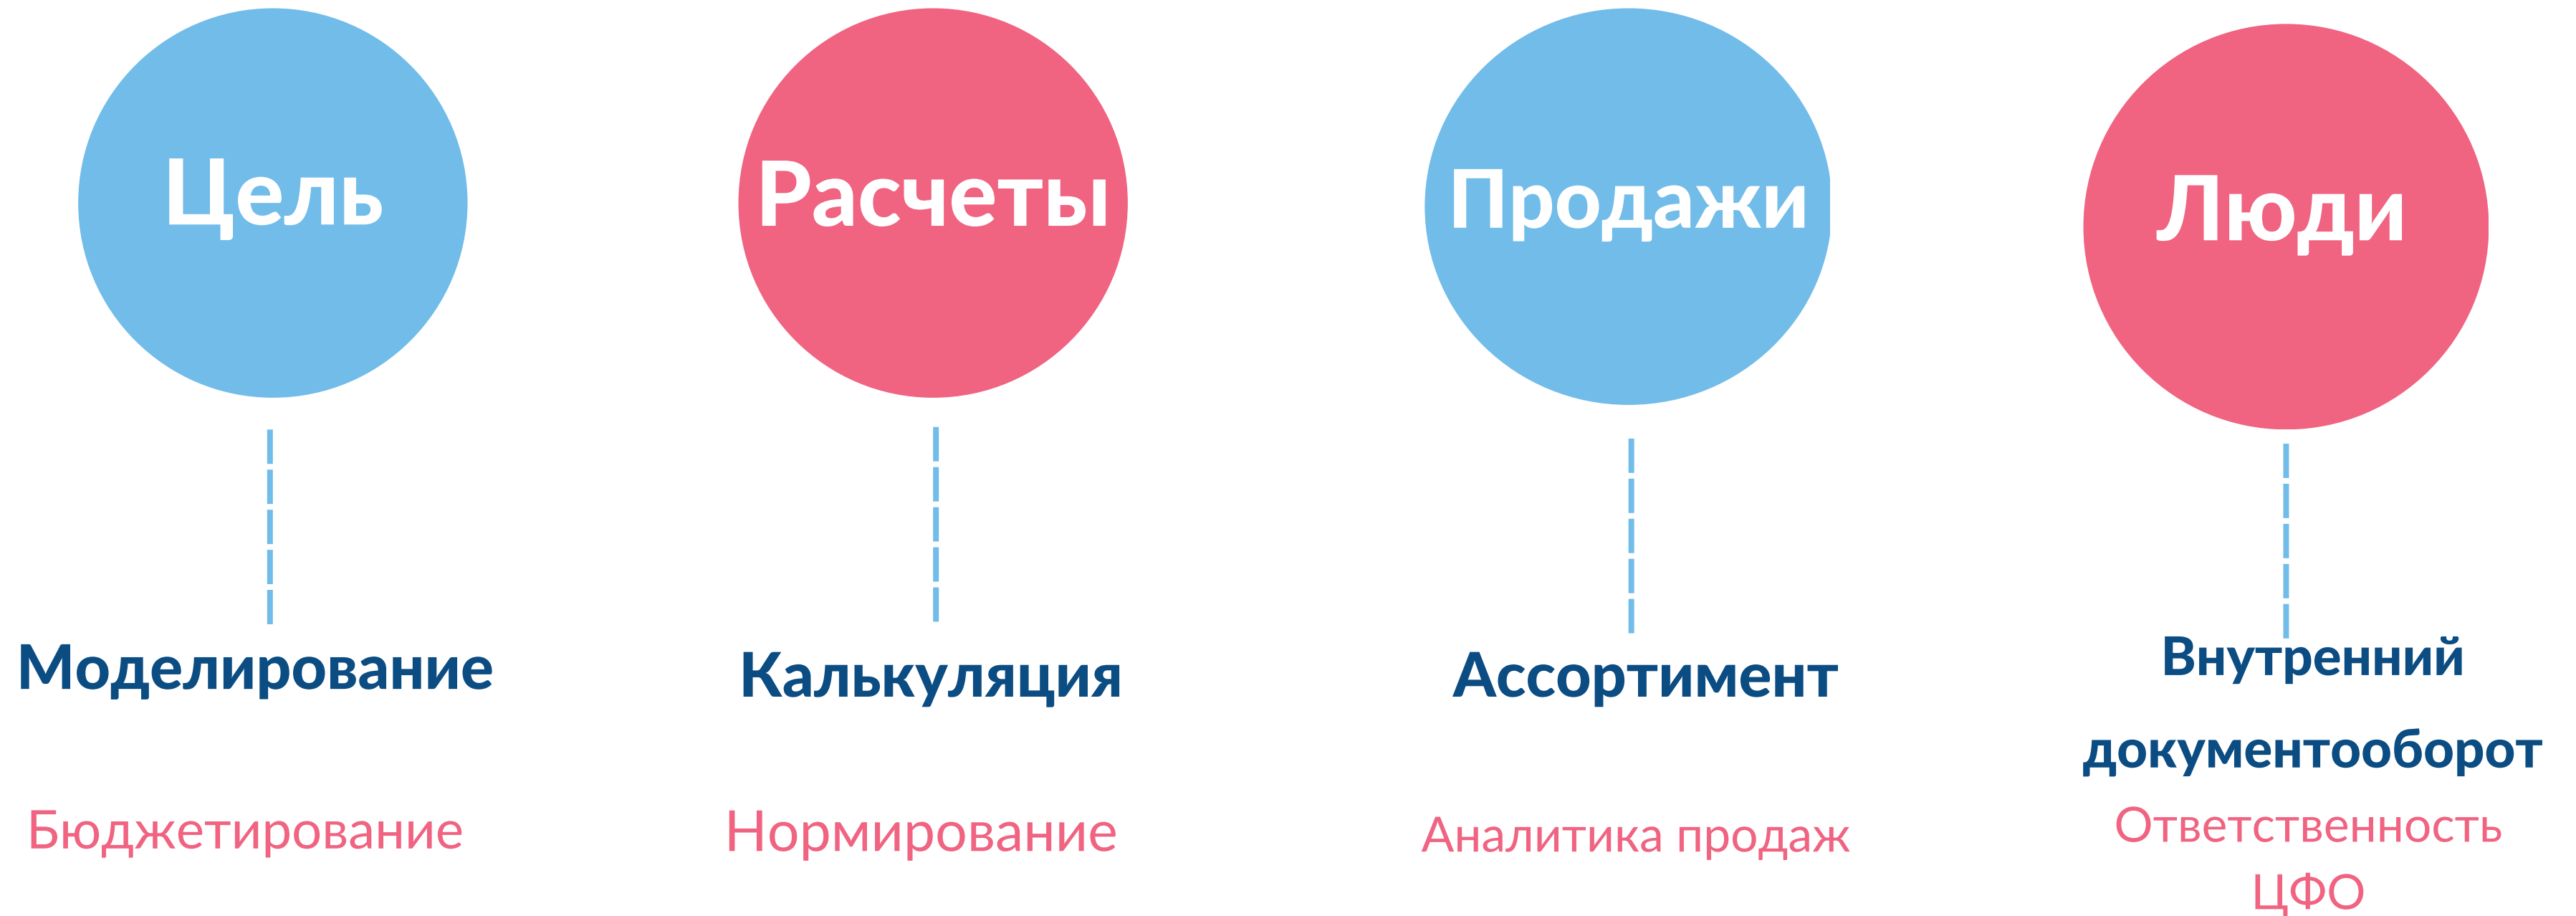 Цель
Расчеты
Продажи
Люди
Моделирование
Калькуляция
Ассортимент
Внутренний
документооборот
Бюджетирование
Нормирование
Аналитика продаж
Ответственность
ЦФО